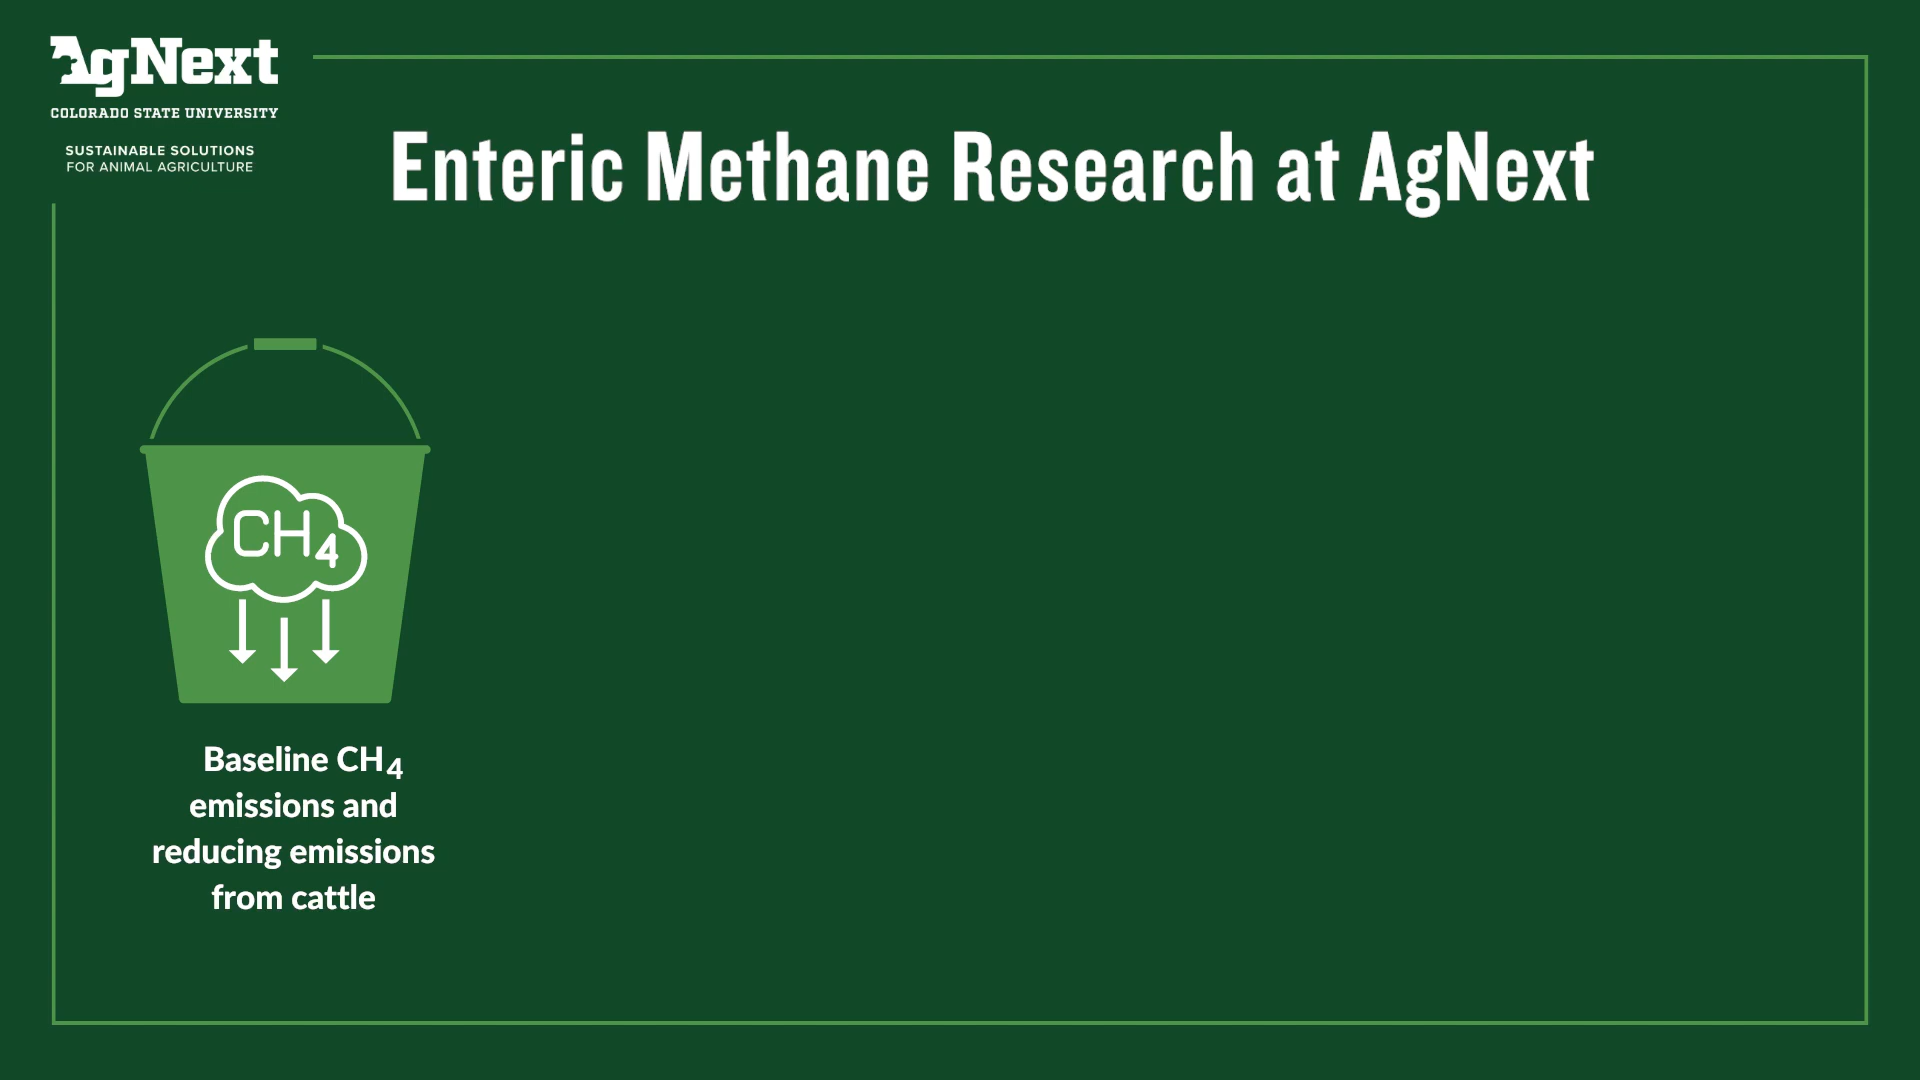 AgNext
COLORADO STATE UNIVERSITY
SUSTAINABLE SOLUTIONS
FOR ANIMAL AGRICULTURE
Enteric Methane Research at AgNext
CH₄
Baseline CH₄
emissions and
reducing emissions
from cattle